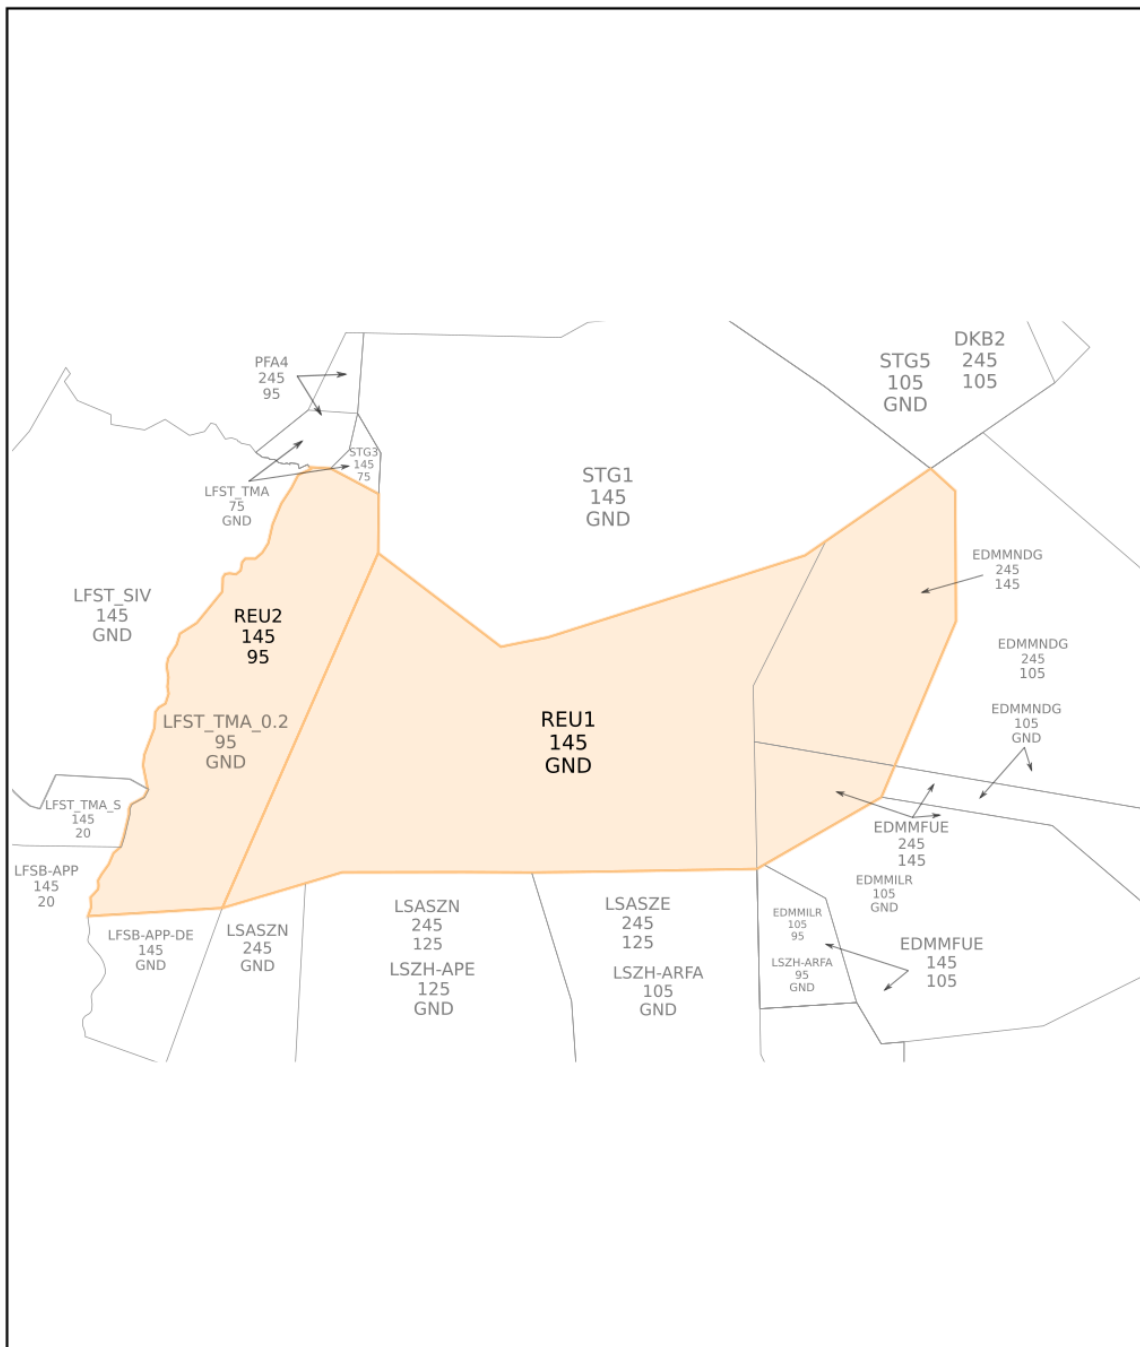 DKB2
245
105
STG5
105
GND
PFA4
245
95
STG3
145
75
STG1
145
GND
LFST_TMA
75
GND
EDMMNDG
245
145
LFST_SIV
145
GND
REU2
145
95
EDMMNDG
245
105
EDMMNDG
105
GND
LFST_TMA_0.2
95
GND
REU1
145
GND
LFST_TMA_S
145
20
EDMMFUE
245
145
LFSB-APP
145
20
EDMMILR
105
GND
LSASZN
245
125
LSZH-APE
125
GND
LSASZE
245
125
LSZH-ARFA
105
GND
EDMMILR
105
95
LSZH-ARFA
95
GND
LFSB-APP-DE
145
GND
LSASZN
245
GND
EDMMFUE
145
105